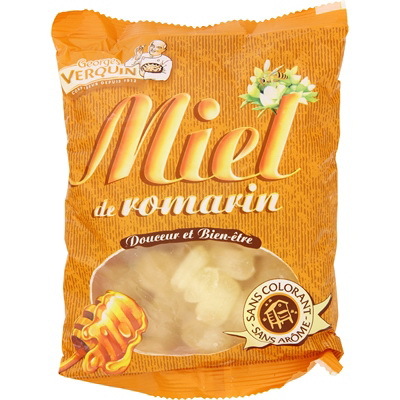 Georges
VERQUIN
Miel
de romarin
Douceur et Bien-être
SANS COLORANT
- SANS ARÔME -